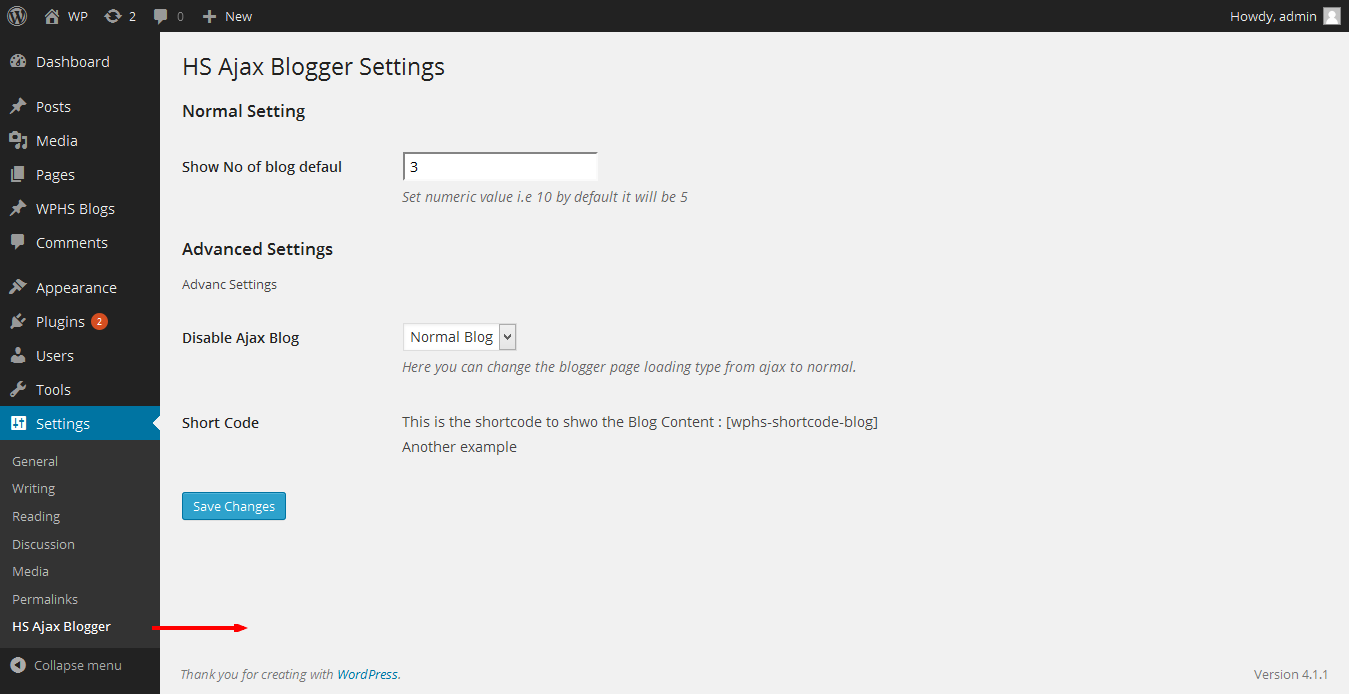 WP 2 0 New Howdy, admin
Dashboard
Posts
Media
Pages
WPHS Blogs
Comments
Appearance
Plugins 2
Users
Tools
Settings
General
Writing
Reading
Discussion
Media
Permalinks
HS Ajax Blogger
Collapse menu
HS Ajax Blogger Settings
Normal Setting
Show No of blog defaul 3
Set numeric value i.e 10 by default it will be 5
Advanced Settings
Advanc Settings
Disable Ajax Blog Normal Blog
Here you can change the blogger page loading type from ajax to normal.
Short Code This is the shortcode to shwo the Blog Content : [wphs-shortcode-blog]
Another example
Save Changes
Thank you for creating with WordPress. Version 4.1.1